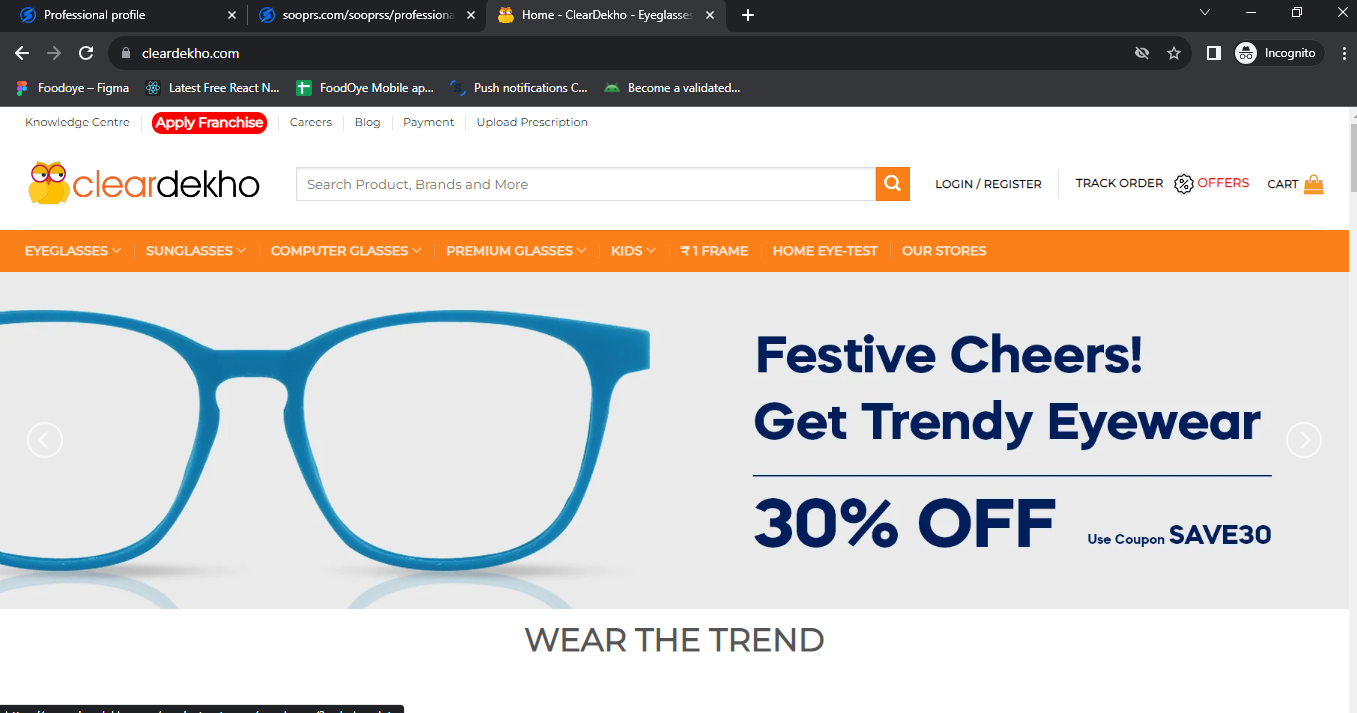 Professional profile
sooprs.com/sooprss/professiona
Home - ClearDekho - Eyeglasses
cleardekho.com
Incognito
Foodoye – Figma
Latest Free React N...
FoodOye Mobile ap...
Push notifications C...
Become a validated...
Knowledge Centre
Apply Franchise
Careers
Blog
Payment
Upload Prescription
cleardekho
Search Product, Brands and More
LOGIN / REGISTER
TRACK ORDER
OFFERS
CART
EYEGLASSES
SUNGLASSES
COMPUTER GLASSES
PREMIUM GLASSES
KIDS
₹ 1 FRAME
HOME EYE-TEST
OUR STORES
Festive Cheers!
Get Trendy Eyewear
30% OFF Use Coupon SAVE30
WEAR THE TREND